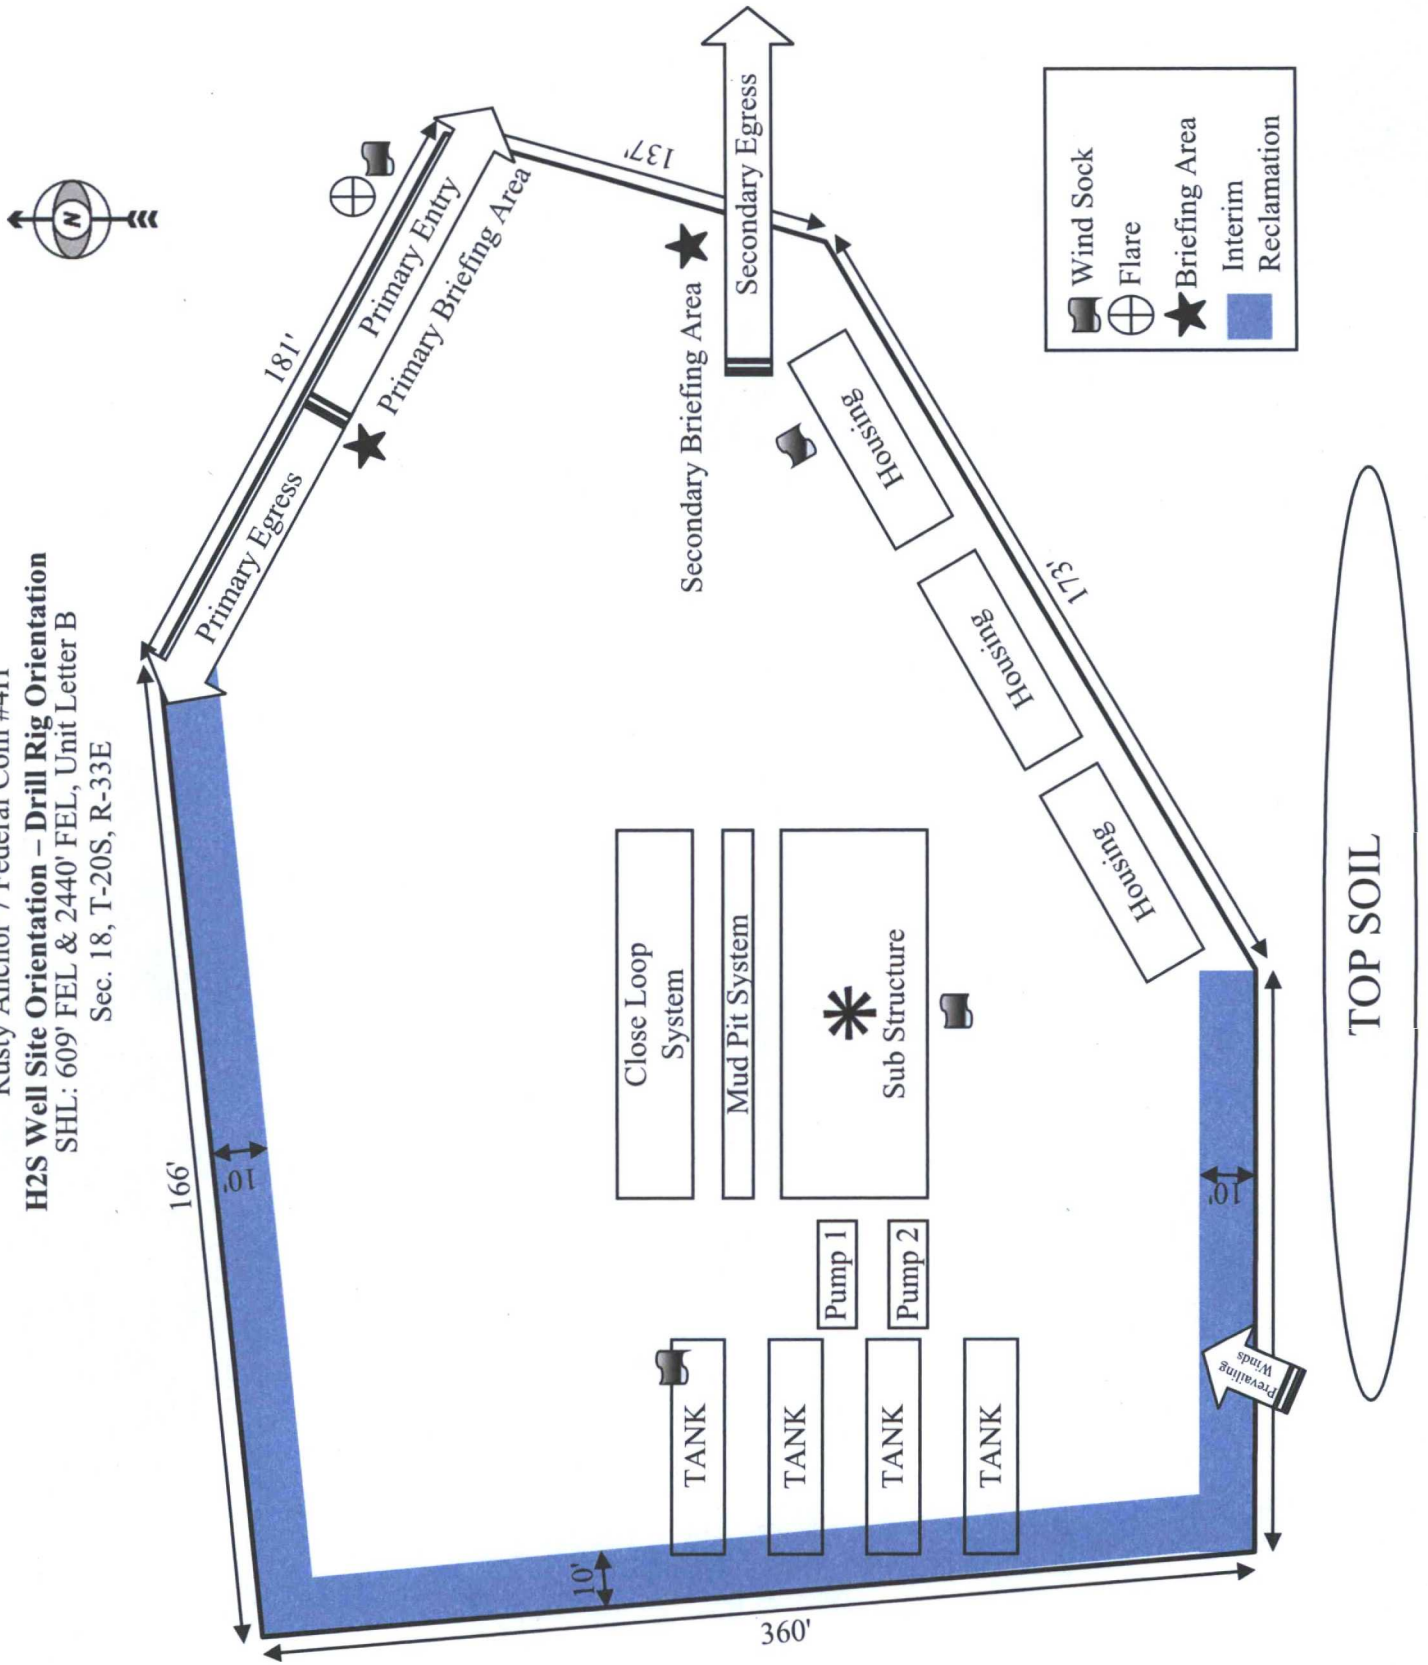 H2S Well Site Orientation – Drill Rig Orientation
SHL: 609' FEL & 2440' FEL, Unit Letter B
Sec. 18, T-20S, R-33E
N
166'
181'
137'
173'
360'
10'
10'
10'
Primary Egress
Primary Entry
Primary Briefing Area
Secondary Briefing Area
Secondary Egress
Housing
Housing
Housing
Close Loop
System
Mud Pit System
Sub Structure
Pump 1
Pump 2
TANK
TANK
TANK
TANK
Prevailing
Winds
TOP SOIL
Wind Sock
Flare
Briefing Area
Interim
Reclamation